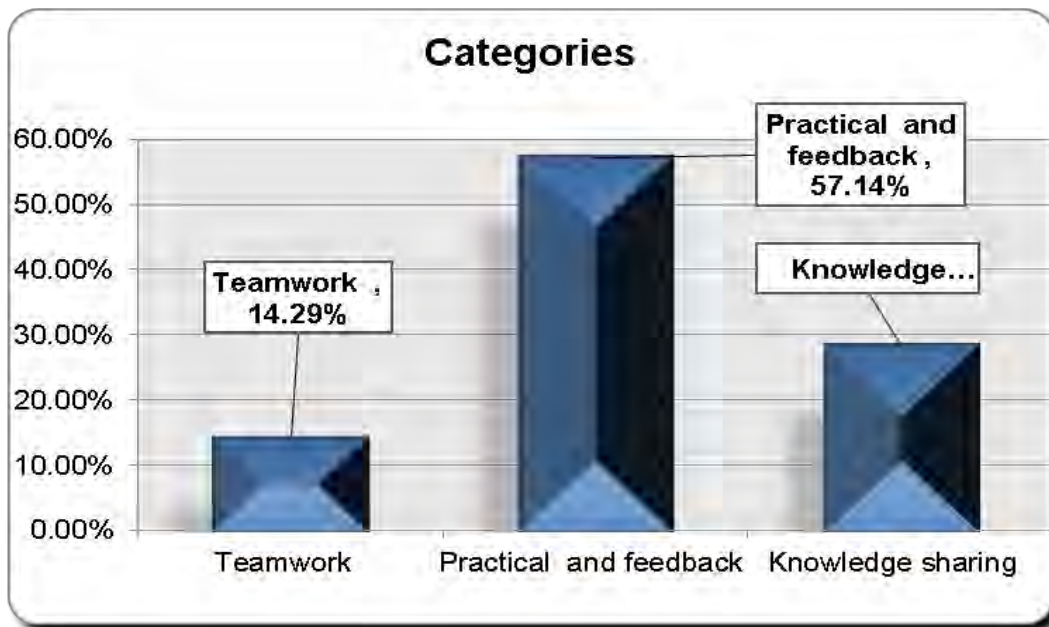 Categories
60.00%
50.00%
40.00%
30.00%
20.00%
10.00%
0.00%
Teamwork ,
14.29%
Practical and
feedback ,
57.14%
Knowledge...
Teamwork
Practical and feedback
Knowledge sharing